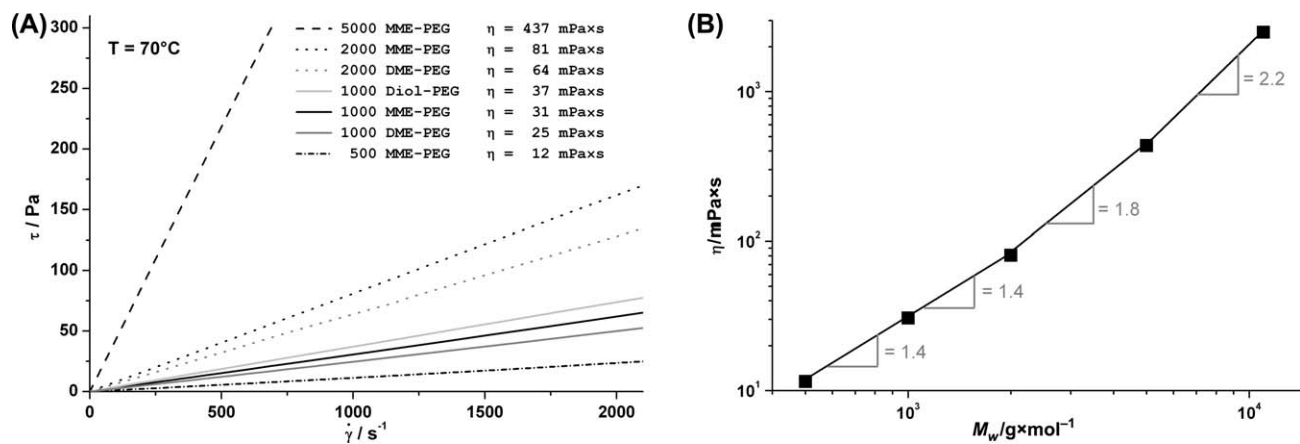 (A)
T = 70°C
5000 MME-PEG η = 437 mPa×s
2000 MME-PEG η = 81 mPa×s
2000 DME-PEG η = 64 mPa×s
1000 Diol-PEG η = 37 mPa×s
1000 MME-PEG η = 31 mPa×s
1000 DME-PEG η = 25 mPa×s
500 MME-PEG η = 12 mPa×s
300
250
200
150
100
50
0
τ / Pa
0 500 1000 1500 2000
γ̇ / s⁻¹
(B)
10³
10²
10¹
η/mPa×s
= 2.2
= 1.8
= 1.4
= 1.4
10³ 10⁴
M_w/g×mol⁻¹